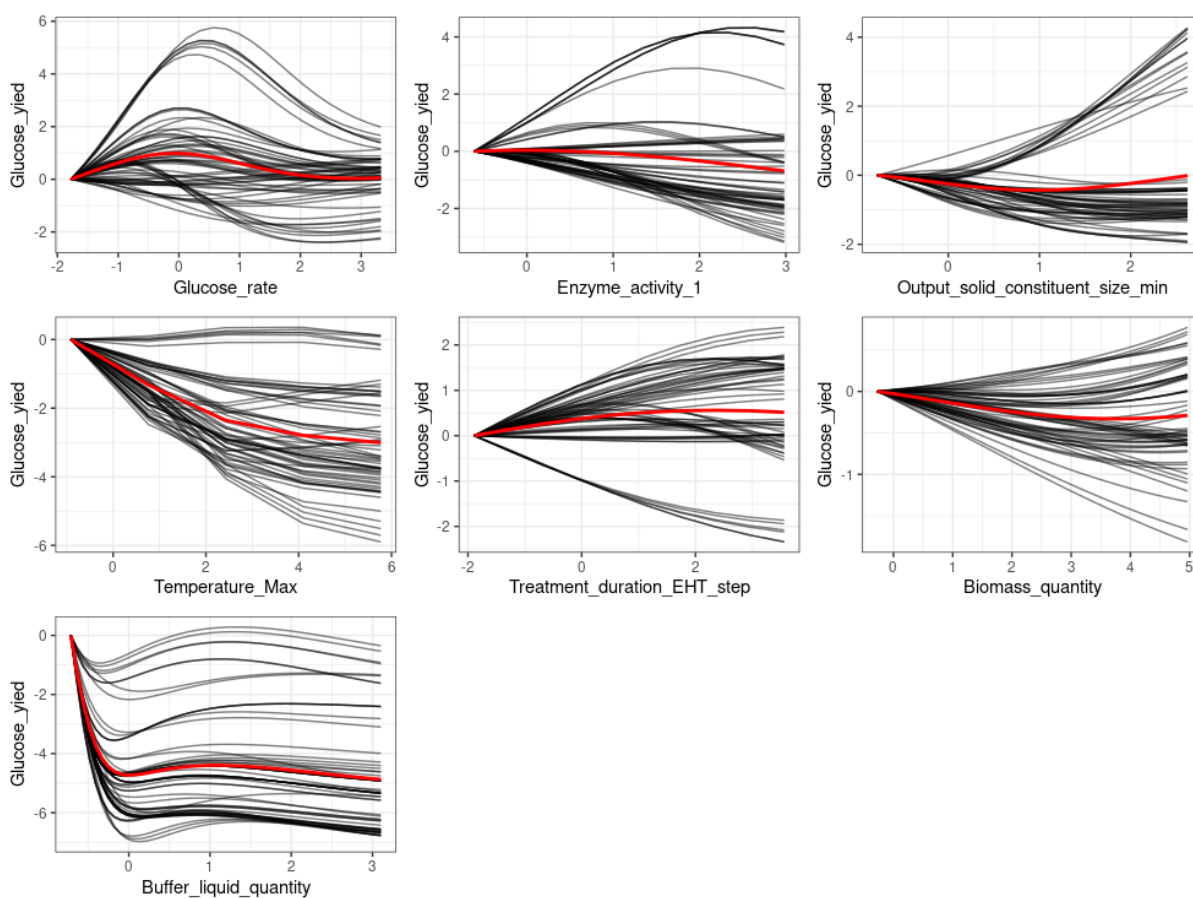 6
4
2
0
-2
Glucose_yied
-2 -1 0 1 2 3
Glucose_rate
4
2
0
-2
Glucose_yied
0 1 2 3
Enzyme_activity_1
4
2
0
-2
Glucose_yied
0 1 2
Output_solid_constituent_size_min
0
-2
-4
-6
Glucose_yied
0 2 4 6
Temperature_Max
2
1
0
-1
-2
Glucose_yied
-2 0 2
Treatment_duration_EHT_step
0
-1
Glucose_yied
0 1 2 3 4 5
Biomass_quantity
0
-2
-4
-6
Glucose_yied
0 1 2 3
Buffer_liquid_quantity